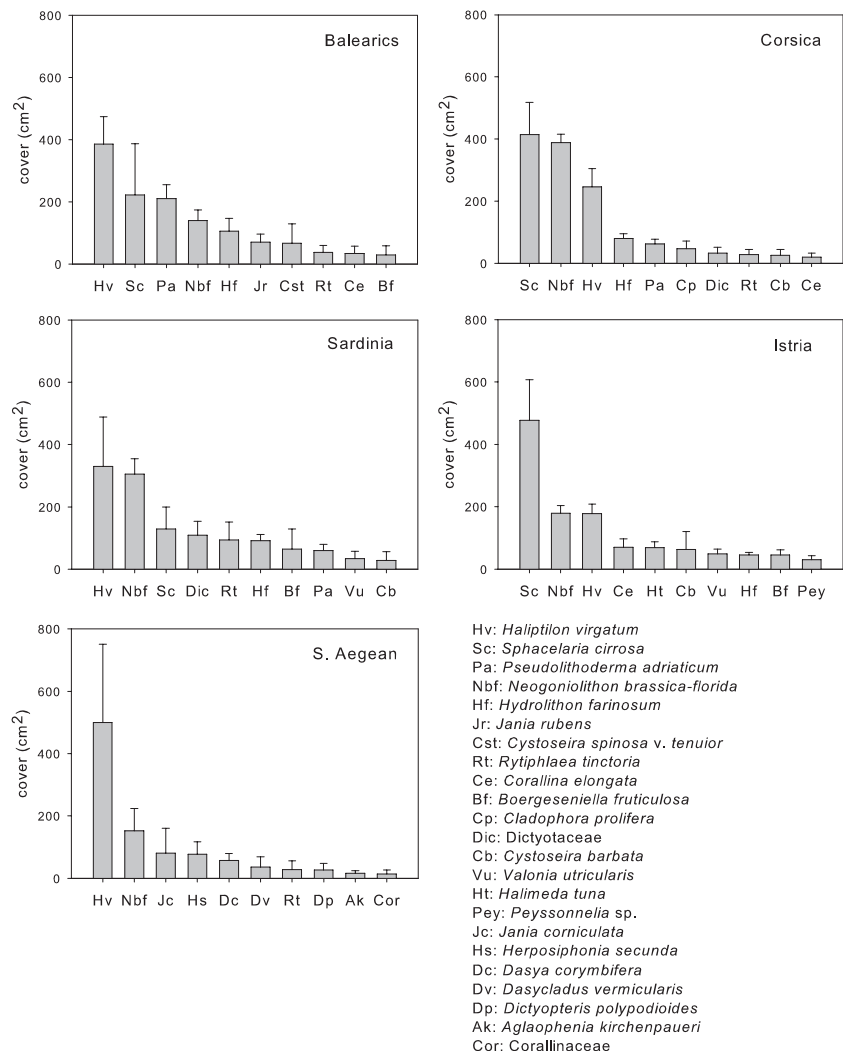 Balearics
cover (cm²)
800
600
400
200
0
Hv Sc Pa Nbf Hf Jr Cst Rt Ce Bf
Corsica
cover (cm²)
800
600
400
200
0
Sc Nbf Hv Hf Pa Cp Dic Rt Cb Ce
Sardinia
cover (cm²)
800
600
400
200
0
Hv Nbf Sc Dic Rt Hf Bf Pa Vu Cb
Istria
cover (cm²)
800
600
400
200
0
Sc Nbf Hv Ce Ht Cb Vu Hf Bf Pey
S. Aegean
cover (cm²)
800
600
400
200
0
Hv Nbf Jc Hs Dc Dv Rt Dp Ak Cor
Hv: Haliptilon virgatum
Sc: Sphacelaria cirrosa
Pa: Pseudolithoderma adriaticum
Nbf: Neogoniolithon brassica-florida
Hf: Hydrolithon farinosum
Jr: Jania rubens
Cst: Cystoseira spinosa v. tenuior
Rt: Rytiphlaea tinctoria
Ce: Corallina elongata
Bf: Boergeseniella fruticulosa
Cp: Cladophora prolifera
Dic: Dictyotaceae
Cb: Cystoseira barbata
Vu: Valonia utricularis
Ht: Halimeda tuna
Pey: Peyssonnelia sp.
Jc: Jania corniculata
Hs: Herposiphonia secunda
Dc: Dasya corymbifera
Dv: Dasycladus vermicularis
Dp: Dictyopteris polypodioides
Ak: Aglaophenia kirchenpaueri
Cor: Corallinaceae